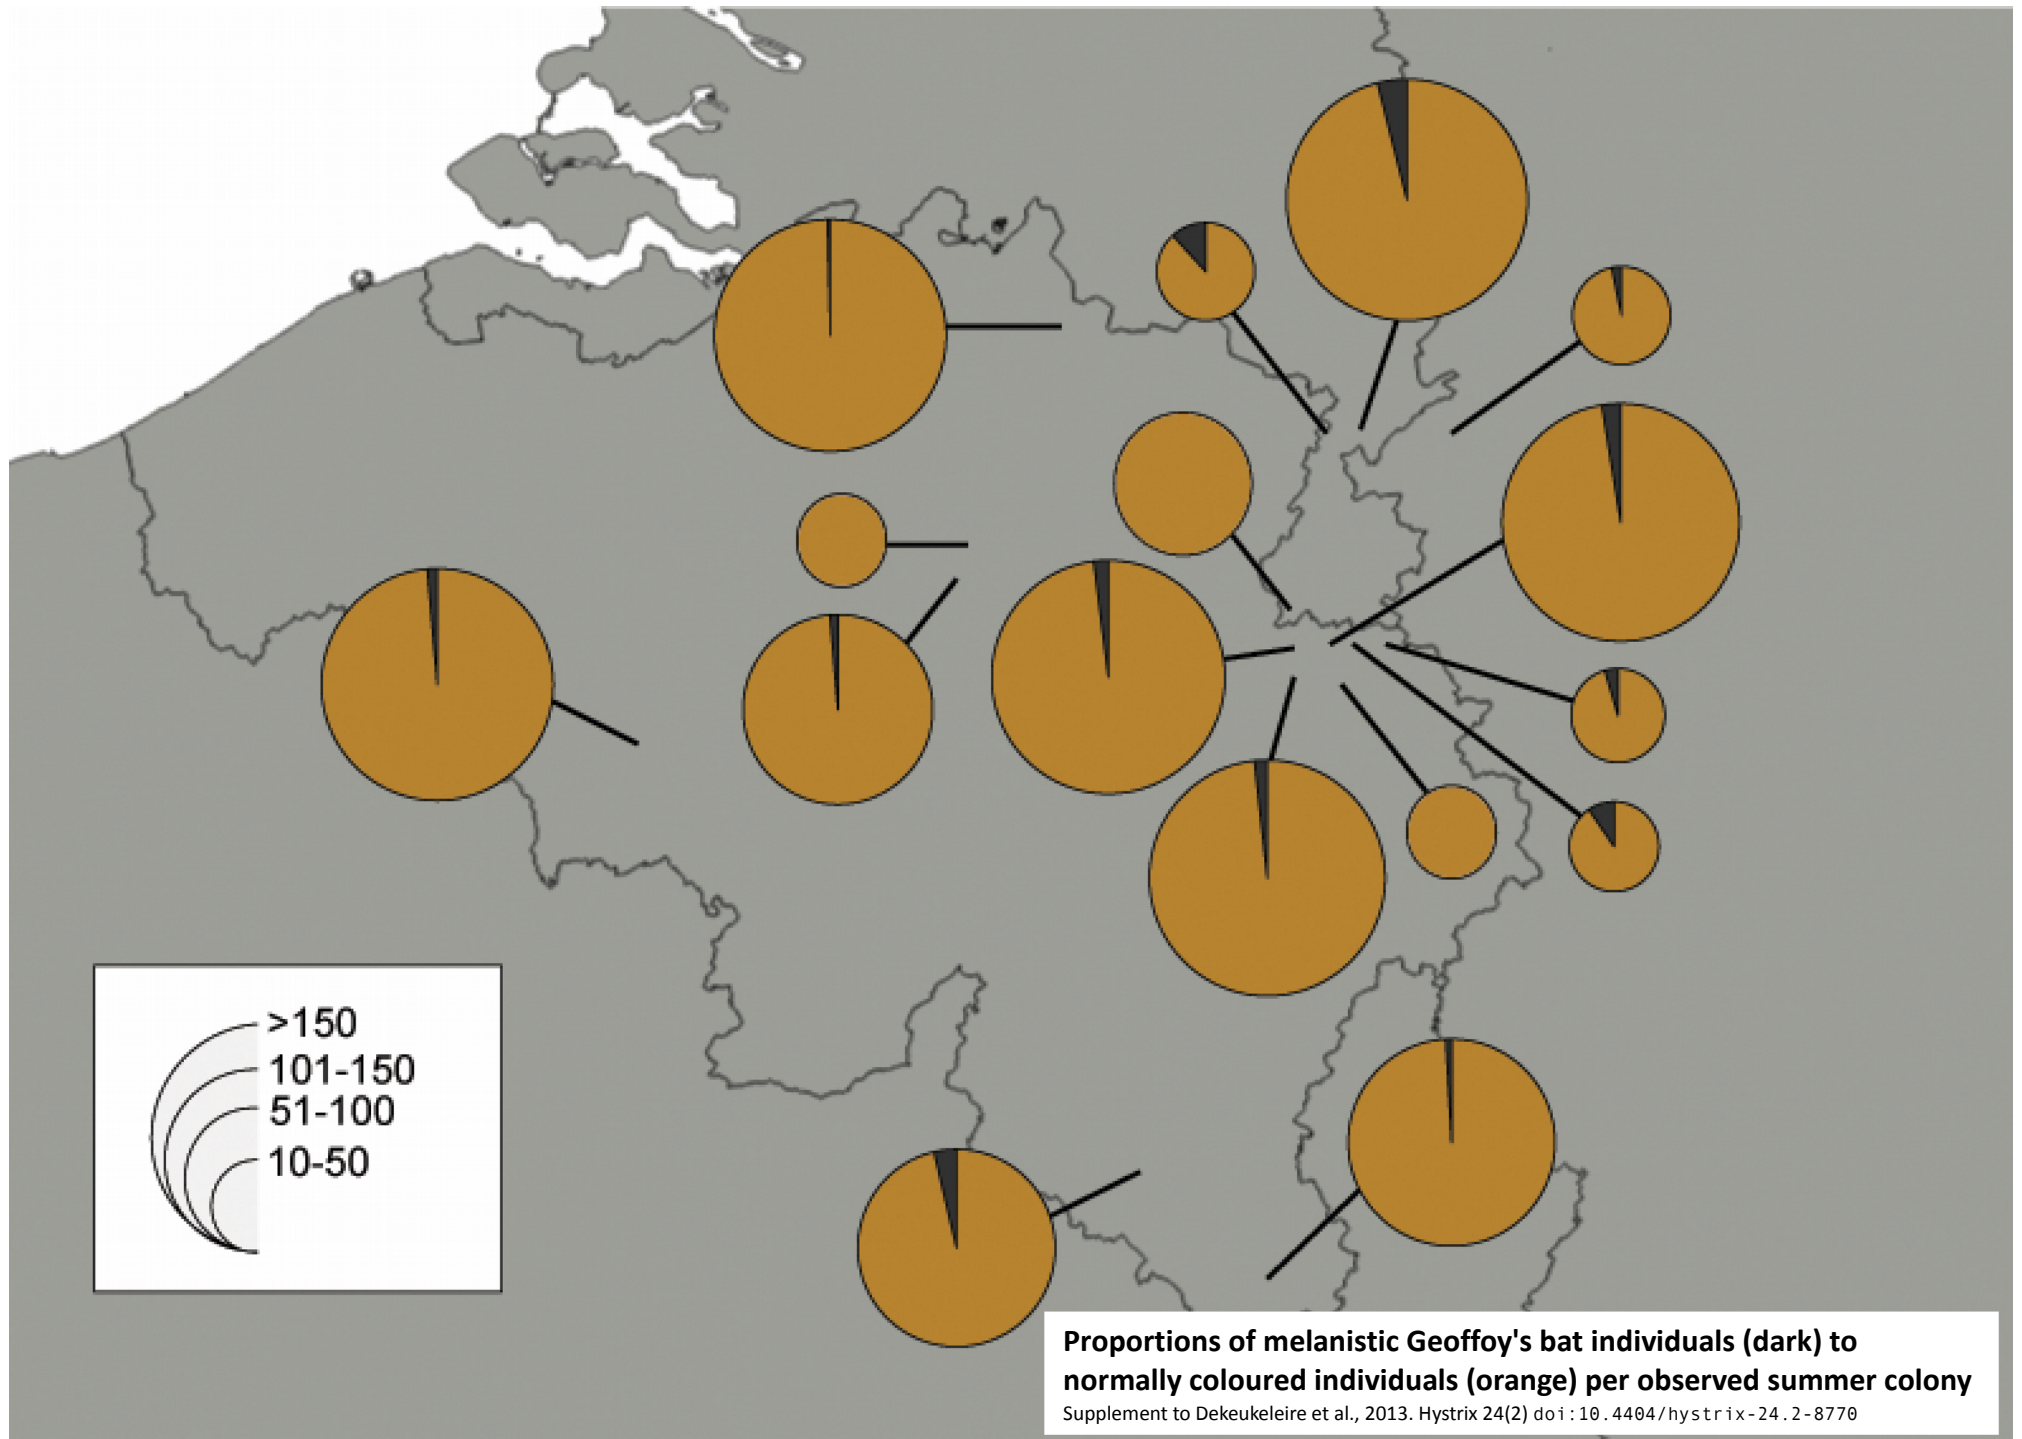 >150
101-150
51-100
10-50
Proportions of melanistic Geoffoy's bat individuals (dark) to
normally coloured individuals (orange) per observed summer colony
Supplement to Dekeukeleire et al., 2013. Hystrix 24(2) doi:10.4404/hystrix-24.2-8770